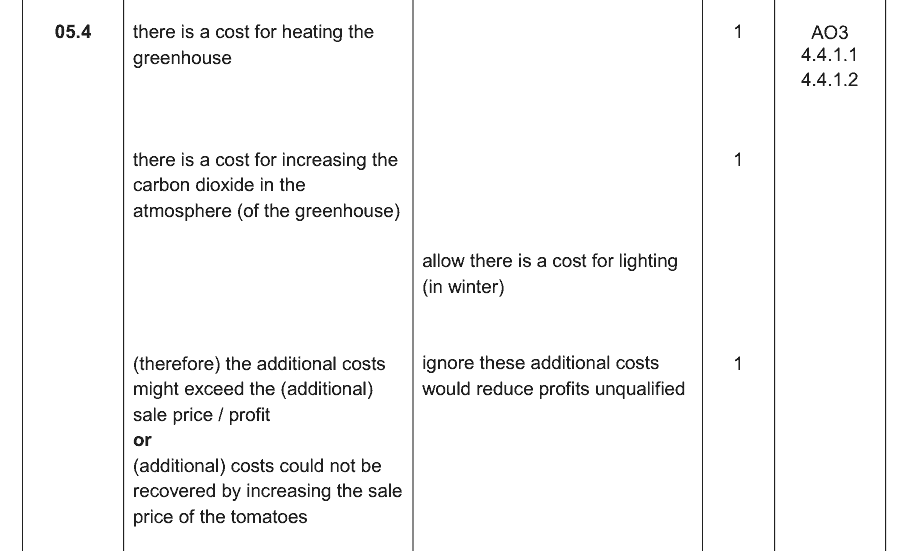 05.4 there is a cost for heating the 1 AO3
greenhouse 4.4.1.1
4.4.1.2
there is a cost for increasing the 1
carbon dioxide in the
atmosphere (of the greenhouse)
allow there is a cost for lighting
(in winter)
(therefore) the additional costs ignore these additional costs 1
might exceed the (additional) would reduce profits unqualified
sale price / profit
or
(additional) costs could not be
recovered by increasing the sale
price of the tomatoes